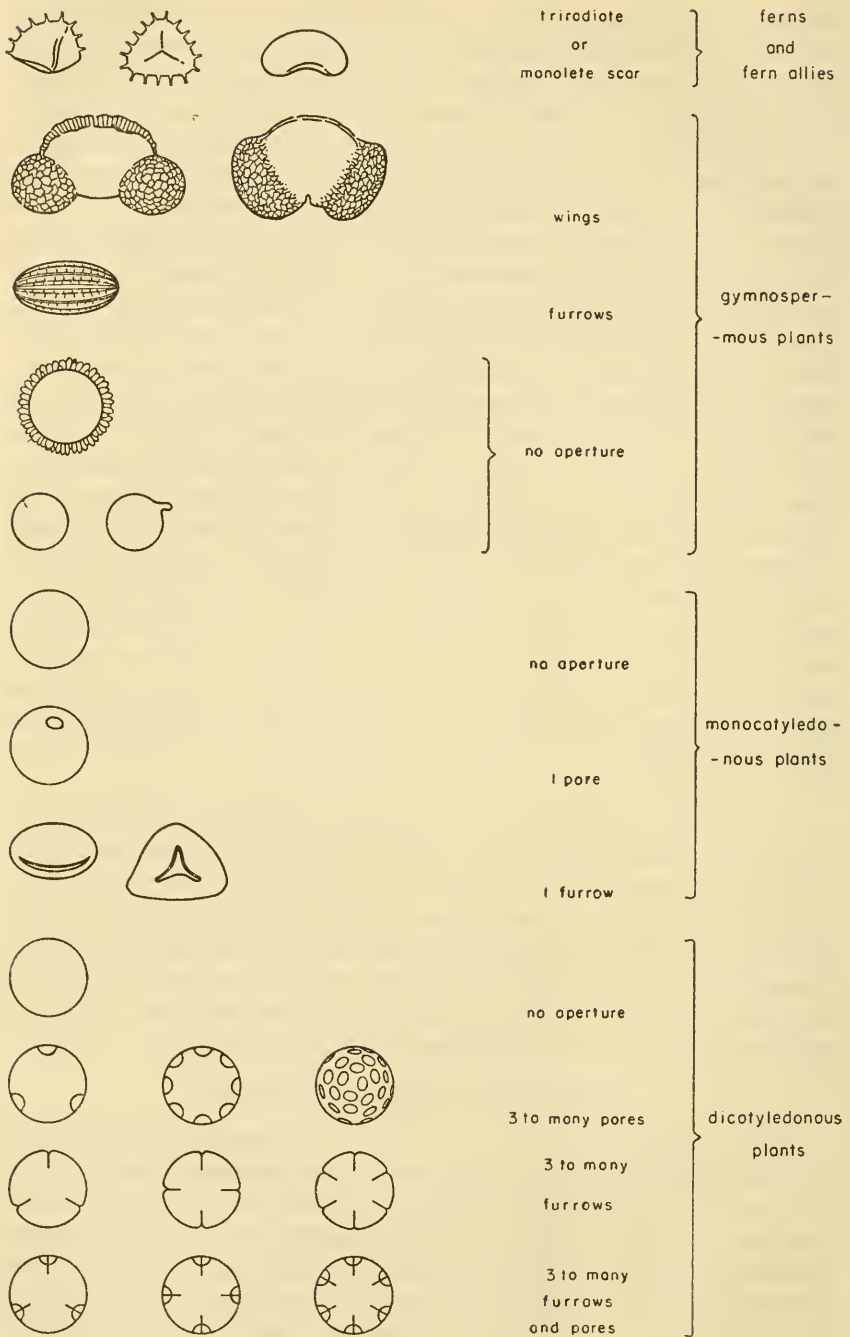 triradiote ferns
or and
monolete scar fern allies
wings
furrows
gymnosper-
-mous plants
no aperture
no aperture
monocotyledo-
-nous plants
1 pore
1 furrow
no aperture
3 to many pores
dicotyledonous
plants
3 to many
furrows
3 to many
furrows
and pores